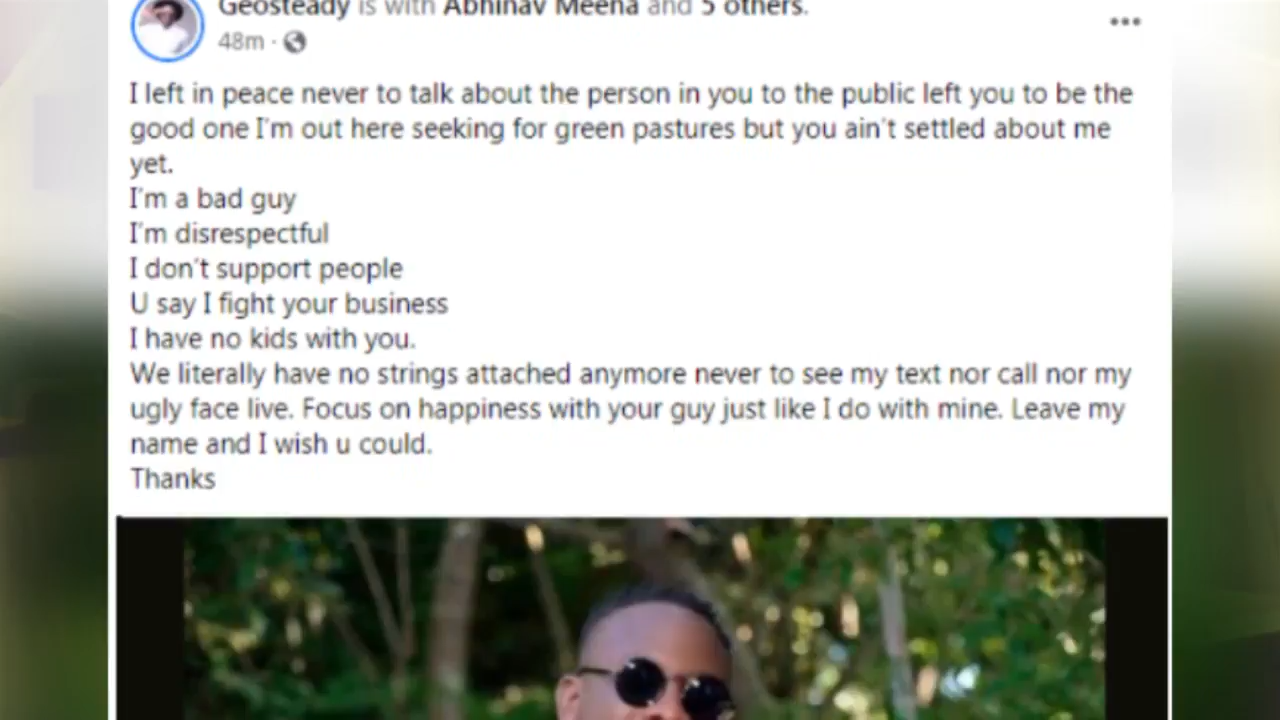 Geosteady is with Abhinav Meena and 5 others.
48m ·
I left in peace never to talk about the person in you to the public left you to be the
good one I'm out here seeking for green pastures but you ain't settled about me
yet.
I'm a bad guy
I'm disrespectful
I don't support people
U say I fight your business
I have no kids with you.
We literally have no strings attached anymore never to see my text nor call nor my
ugly face live. Focus on happiness with your guy just like I do with mine. Leave my
name and I wish u could.
Thanks